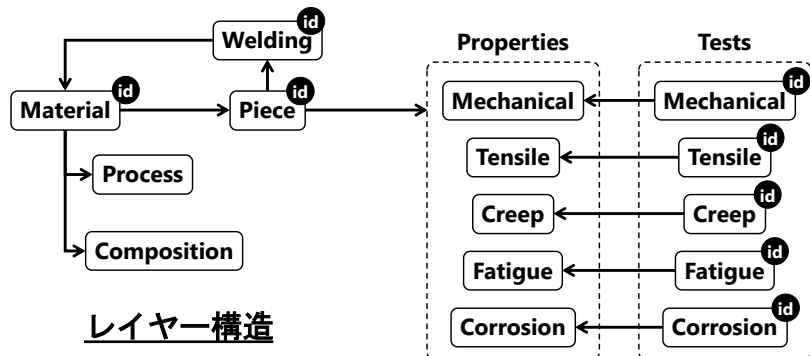 Welding id
Properties
Tests
Material id
Piece id
Mechanical
Mechanical id
Process
Tensile
Tensile id
Composition
Creep
Creep id
Fatigue
Fatigue id
レイヤー構造
Corrosion
Corrosion id